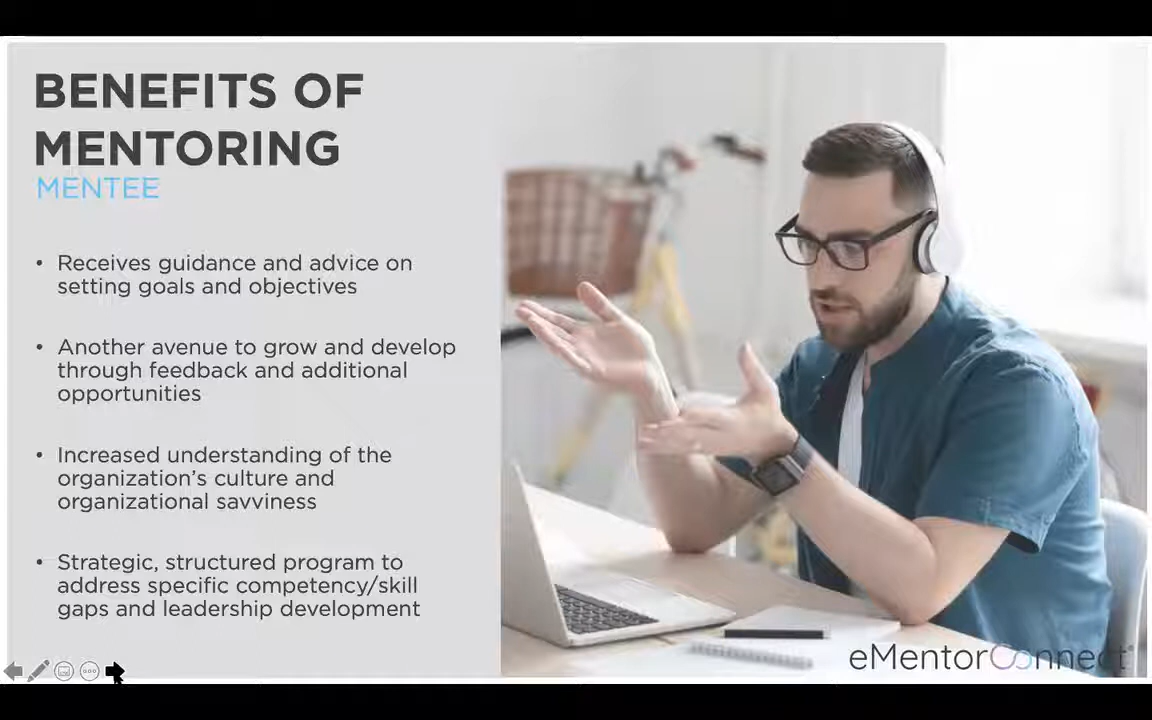 BENEFITS OF
MENTORING
MENTEE
• Receives guidance and advice on
setting goals and objectives
• Another avenue to grow and develop
through feedback and additional
opportunities
• Increased understanding of the
organization's culture and
organizational savviness
• Strategic, structured program to
address specific competency/skill
gaps and leadership development
eMentorConnect®